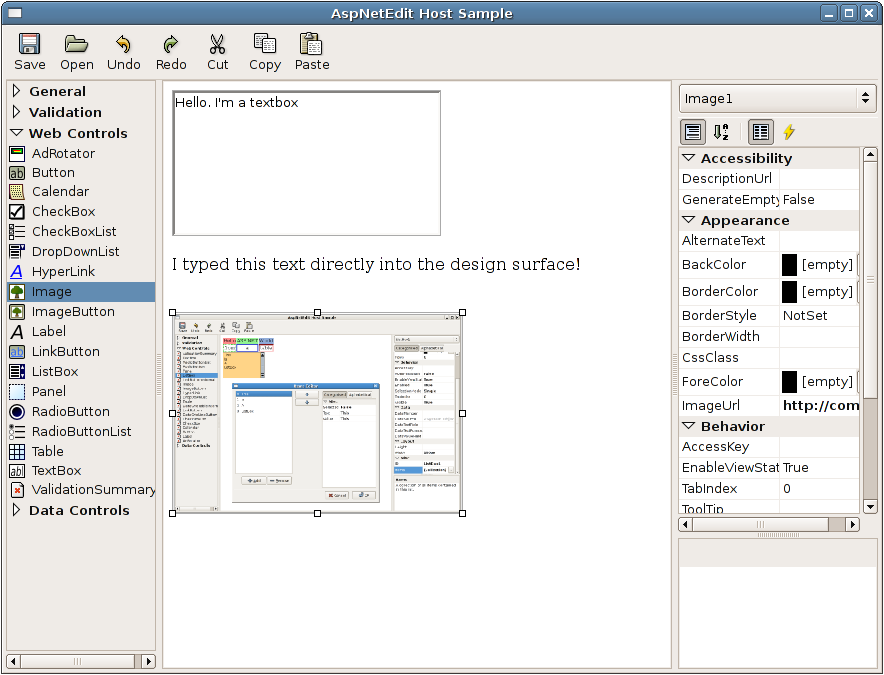 AspNetEdit Host Sample
Save Open Undo Redo Cut Copy Paste
General
Validation
Web Controls
AdRotator
Button
Calendar
CheckBox
CheckBoxList
DropDownList
HyperLink
Image
ImageButton
Label
LinkButton
ListBox
Panel
RadioButton
RadioButtonList
Table
TextBox
ValidationSummary
Data Controls
Hello. I'm a textbox
I typed this text directly into the design surface!
AspNetEdit Host Sample
Image1
Accessibility
DescriptionUrl
GenerateEmpty False
Appearance
AlternateText
BackColor [empty]
BorderColor [empty]
BorderStyle NotSet
BorderWidth
CssClass
ForeColor [empty]
ImageUrl http://com
Behavior
AccessKey
EnableViewStat True
TabIndex 0
ToolTip